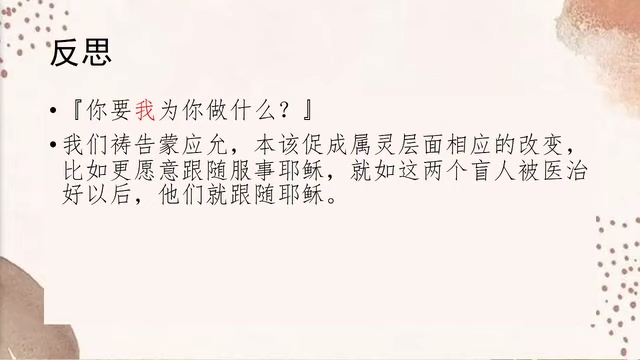 反思
•『你要我为你做什么？』
•我们祷告蒙应允，本该促成属灵层面相应的改变，
比如更愿意跟随服事耶稣，就如这两个盲人被医治
好以后，他们就跟随耶稣。